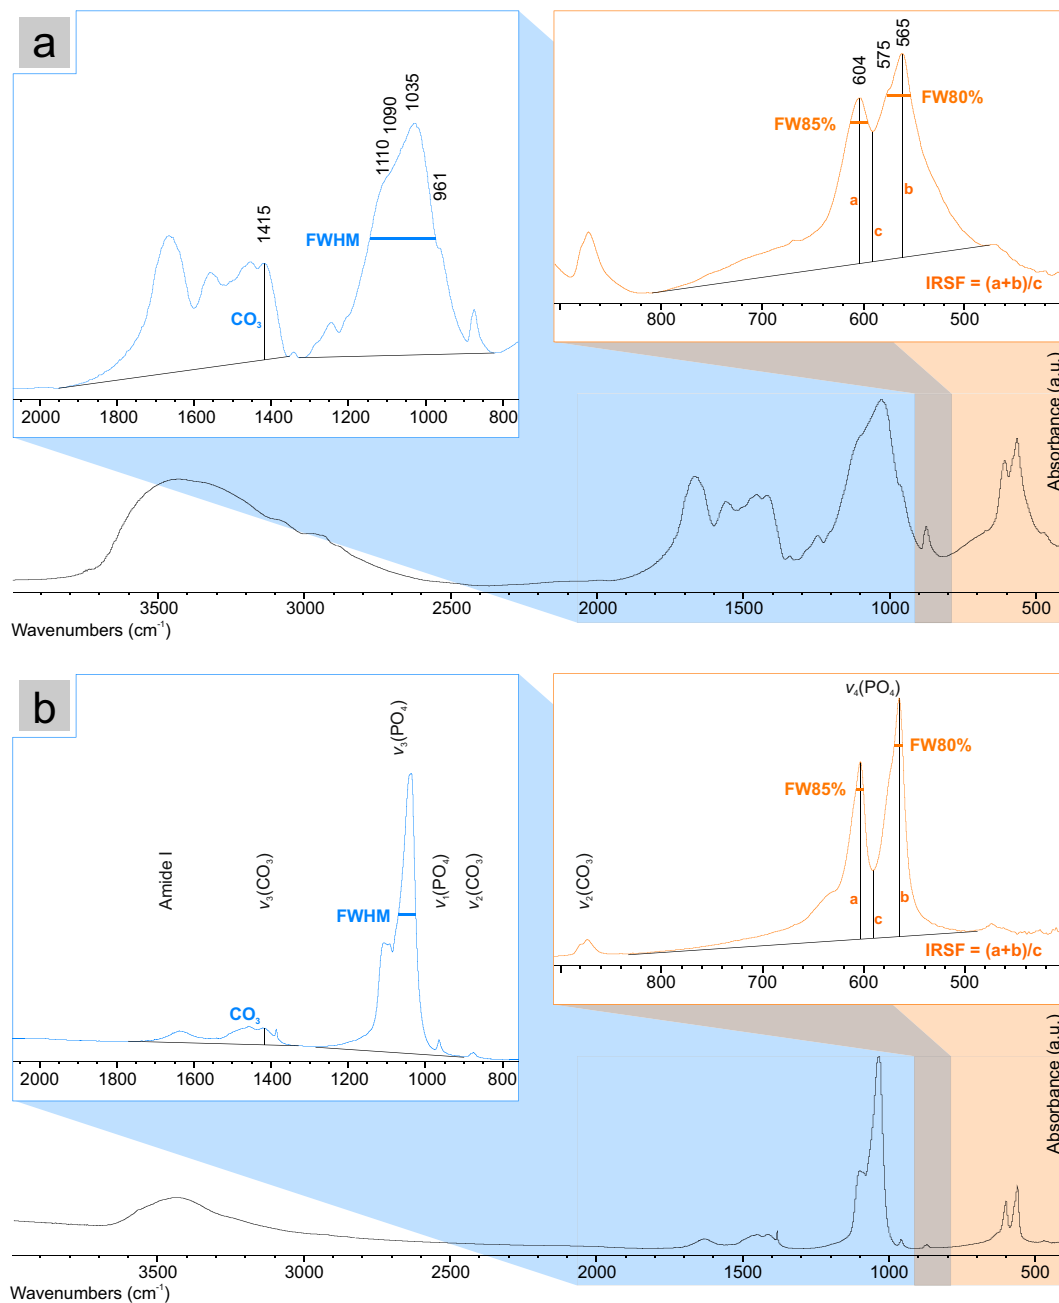 a
1415
1110
1090
1035
961
FWHM
CO₃
2000 1800 1600 1400 1200 1000 800
604
575
565
FW85%
FW80%
a
c
b
IRSF = (a+b)/c
800 700 600 500
Absorbance (a.u.)
3500 3000 2500 2000 1500 1000 500
Wavenumbers (cm⁻¹)
b
Amide I
ν₃(CO₃)
ν₃(PO₄)
ν₁(PO₄)
ν₂(CO₃)
FWHM
CO₃
2000 1800 1600 1400 1200 1000 800
ν₄(PO₄)
ν₂(CO₃)
FW85%
FW80%
a
c
b
IRSF = (a+b)/c
800 700 600 500
Absorbance (a.u.)
3500 3000 2500 2000 1500 1000 500
Wavenumbers (cm⁻¹)